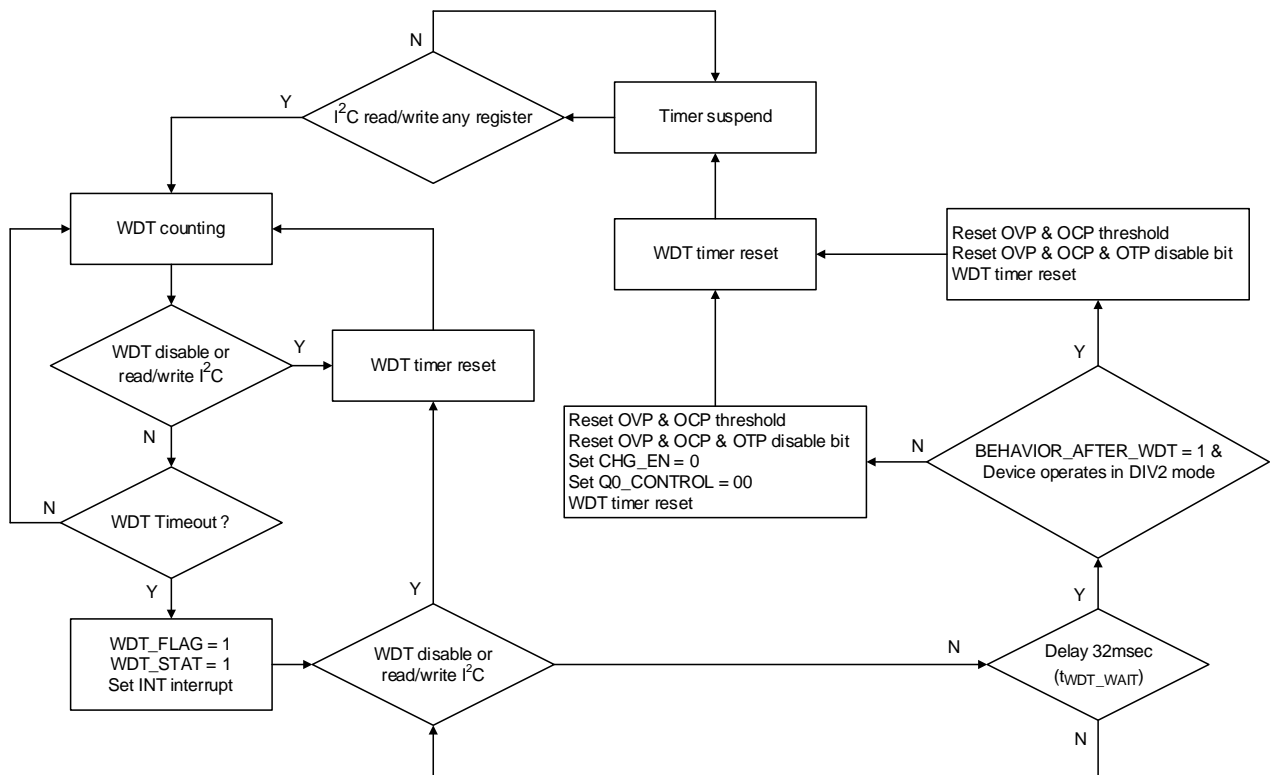 N
Y
I²C read/write any register
Timer suspend
WDT counting
WDT timer reset
Reset OVP & OCP threshold
Reset OVP & OCP & OTP disable bit
WDT timer reset
WDT disable or
read/write I²C
Y
WDT timer reset
N
Y
Reset OVP & OCP threshold
Reset OVP & OCP & OTP disable bit
Set CHG_EN = 0
Set Q0_CONTROL = 00
WDT timer reset
N
BEHAVIOR_AFTER_WDT = 1 &
Device operates in DIV2 mode
N
WDT Timeout ?
Y
Y
Y
WDT_FLAG = 1
WDT_STAT = 1
Set INT interrupt
WDT disable or
read/write I²C
N
Delay 32msec
(tWDT_WAIT)
N